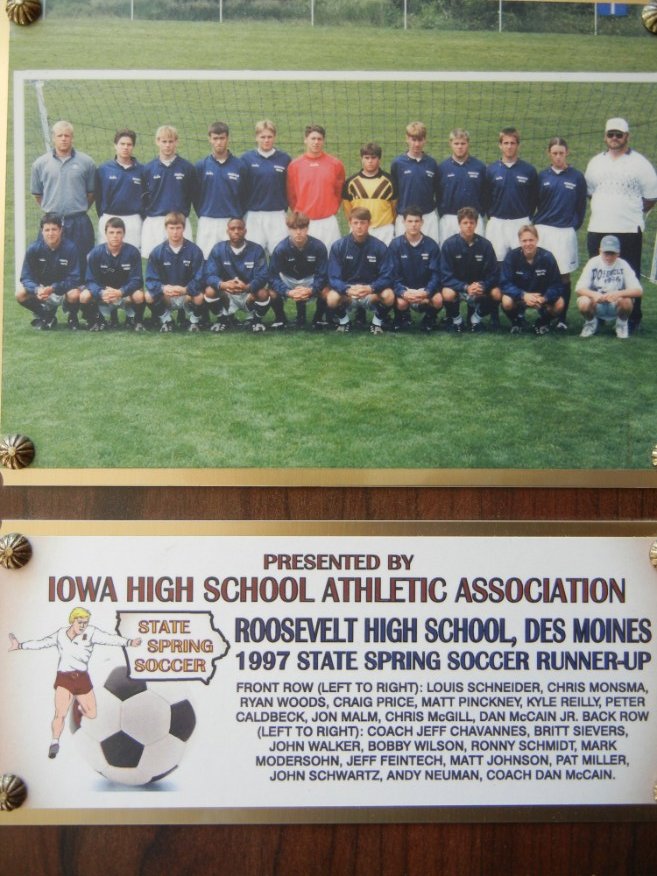 PRESENTED BY
IOWA HIGH SCHOOL ATHLETIC ASSOCIATION
STATE
SPRING
SOCCER
ROOSEVELT HIGH SCHOOL, DES MOINES
1997 STATE SPRING SOCCER RUNNER-UP
FRONT ROW (LEFT TO RIGHT): LOUIS SCHNEIDER, CHRIS MONSMA,
RYAN WOODS, CRAIG PRICE, MATT PINCKNEY, KYLE REILLY, PETER
CALDBECK, JON MALM, CHRIS McGILL, DAN McCAIN JR. BACK ROW
(LEFT TO RIGHT): COACH JEFF CHAVANNES, BRITT SIEVERS,
JOHN WALKER, BOBBY WILSON, RONNY SCHMIDT, MARK
MODERSOHN, JEFF FEINTECH, MATT JOHNSON, PAT MILLER,
JOHN SCHWARTZ, ANDY NEUMAN, COACH DAN McCAIN.